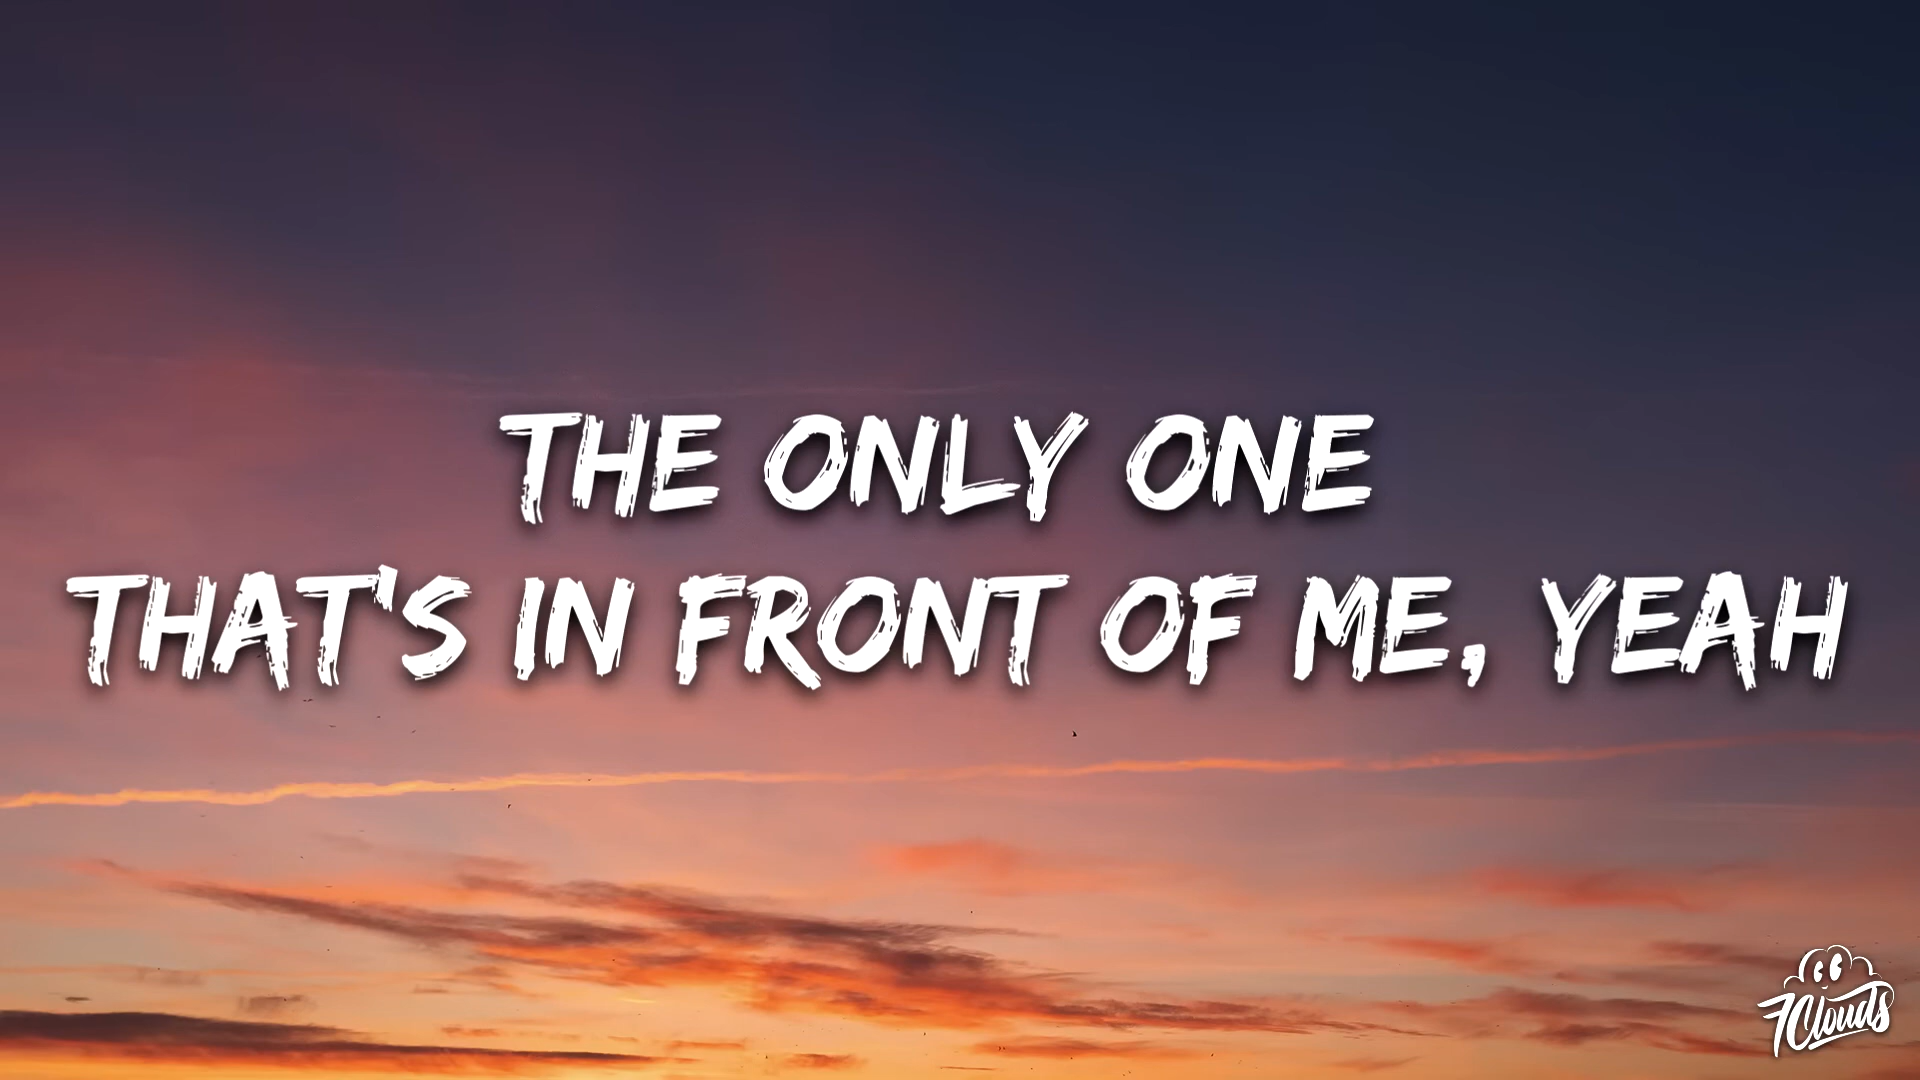 THE ONLY ONE
THAT'S IN FRONT OF ME, YEAH
7Clouds